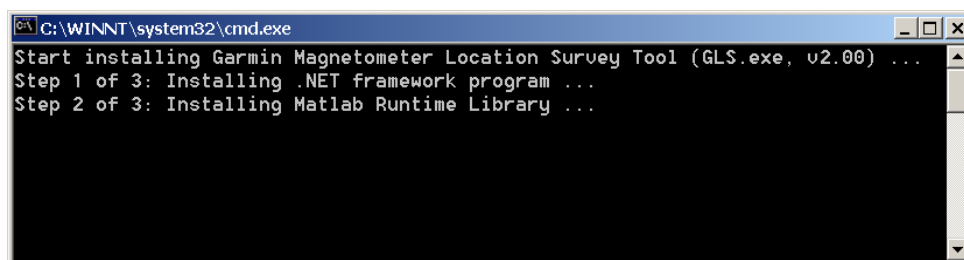 C:\WINNT\system32\cmd.exe
Start installing Garmin Magnetometer Location Survey Tool (GLS.exe, v2.00) ...
Step 1 of 3: Installing .NET framework program ...
Step 2 of 3: Installing Matlab Runtime Library ...